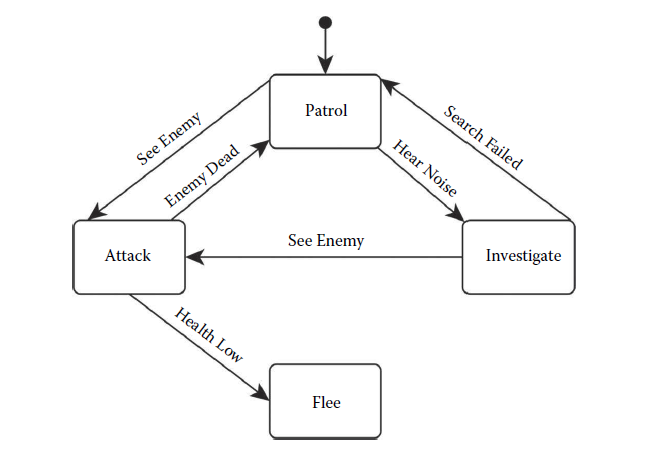 Patrol
See Enemy
Enemy Dead
Hear Noise
Search Failed
Attack
See Enemy
Investigate
Health Low
Flee